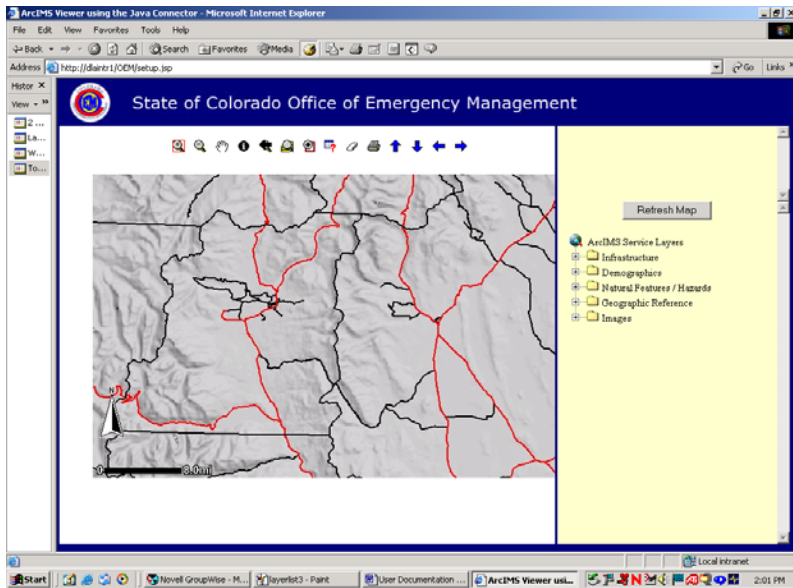 ArcIMS Viewer using the Java Connector - Microsoft Internet Explorer
File Edit View Favorites Tools Help
Back Search Favorites Media
Address http://dlaintr1/OEM/setup.jsp Go Links
Histor
View
2 ...
La...
W...
To...
State of Colorado Office of Emergency Management
Refresh Map
ArcIMS Service Layers
Infrastructure
Demographics
Natural Features / Hazards
Geographic Reference
Images
N
0 8.0mi
Local intranet
Start Novell GroupWise - M... layerlist3 - Paint User Documentation ... ArcIMS Viewer usi... 2:01 PM